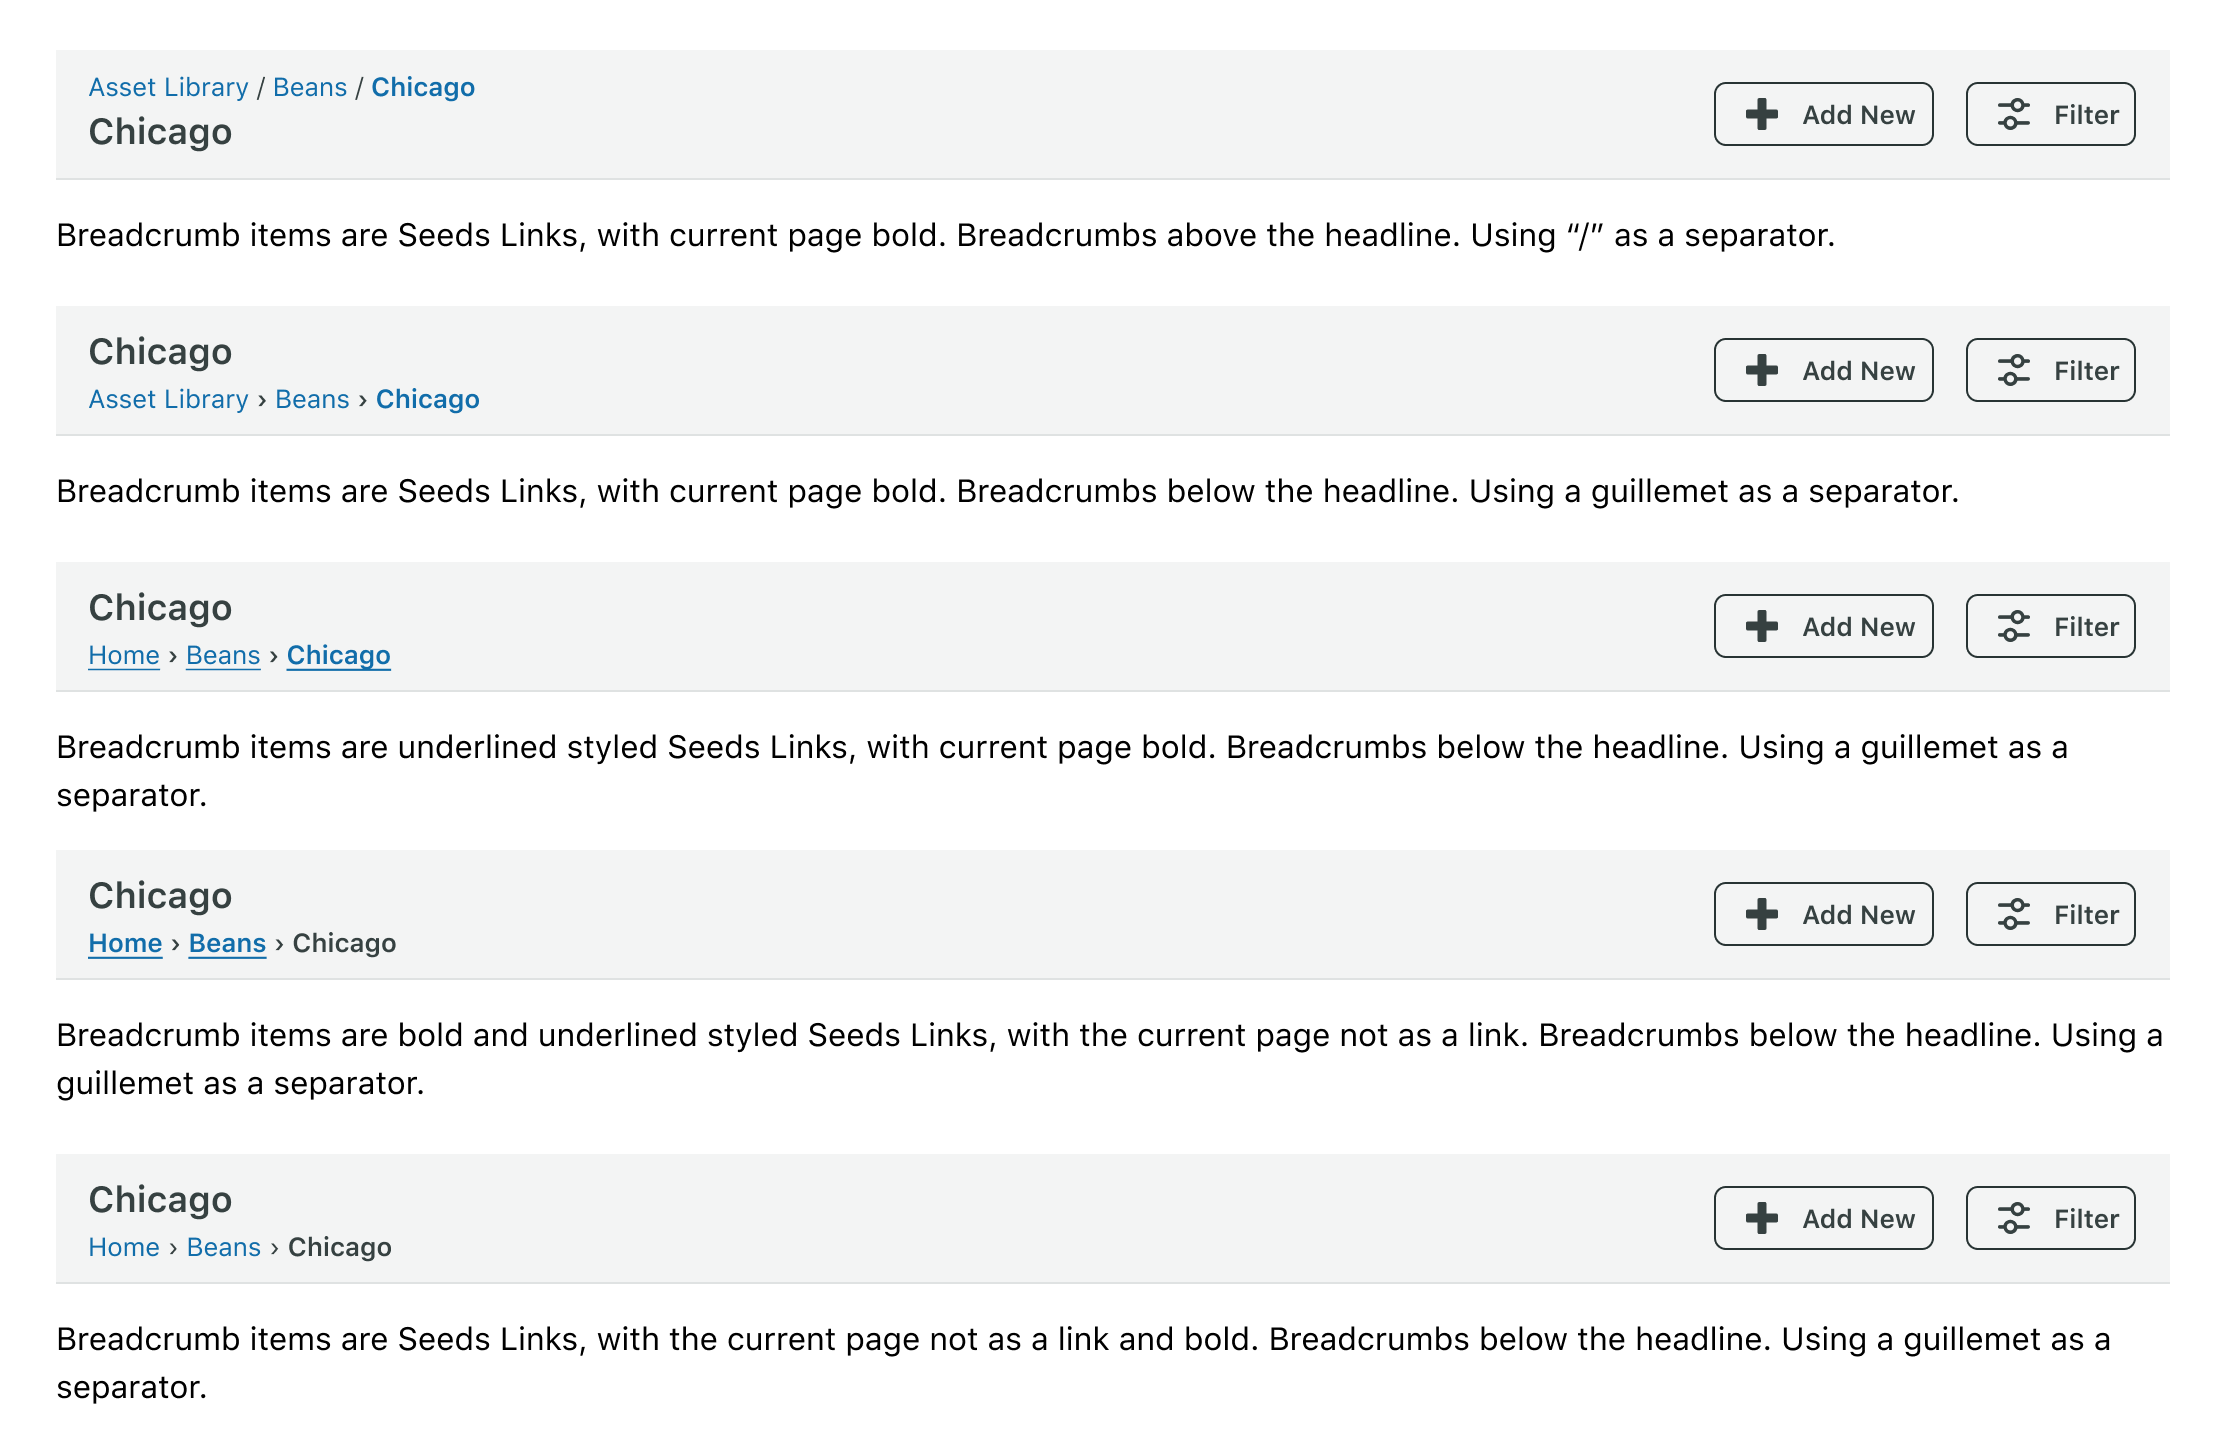 Asset Library / Beans / Chicago
Chicago
Add New
Filter
Breadcrumb items are Seeds Links, with current page bold. Breadcrumbs above the headline. Using “/” as a separator.
Chicago
Asset Library › Beans › Chicago
Add New
Filter
Breadcrumb items are Seeds Links, with current page bold. Breadcrumbs below the headline. Using a guillemet as a separator.
Chicago
Home › Beans › Chicago
Add New
Filter
Breadcrumb items are underlined styled Seeds Links, with current page bold. Breadcrumbs below the headline. Using a guillemet as a
separator.
Chicago
Home › Beans › Chicago
Add New
Filter
Breadcrumb items are bold and underlined styled Seeds Links, with the current page not as a link. Breadcrumbs below the headline. Using a
guillemet as a separator.
Chicago
Home › Beans › Chicago
Add New
Filter
Breadcrumb items are Seeds Links, with the current page not as a link and bold. Breadcrumbs below the headline. Using a guillemet as a
separator.